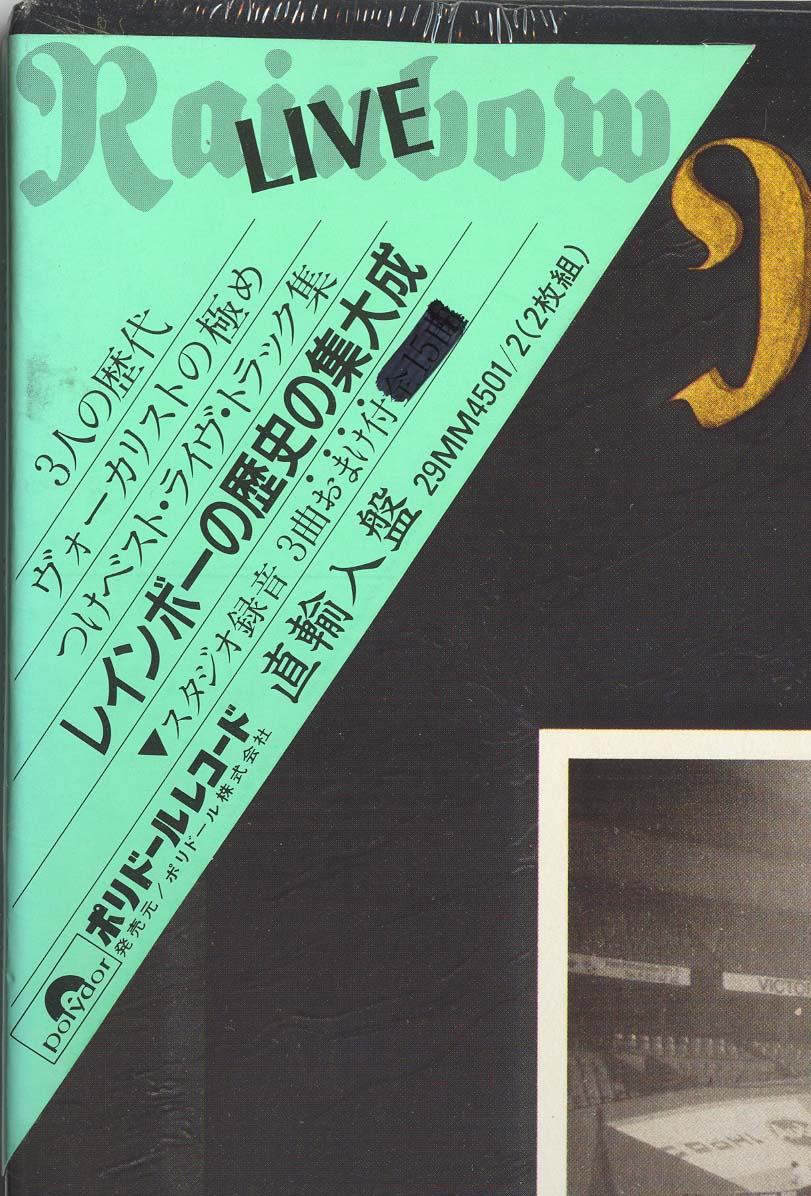 Rainbow
LIVE
3人の歴代
ヴォーカリストの極め
つけベスト・ライヴ・トラック集
レインボーの歴史の集大成
▼スタジオ録音 3曲おまけ付
直輸入盤 29MM4501/2(2枚組)
polydor
ポリドールレコード
発売元/ポリドール株式会社
VICTO